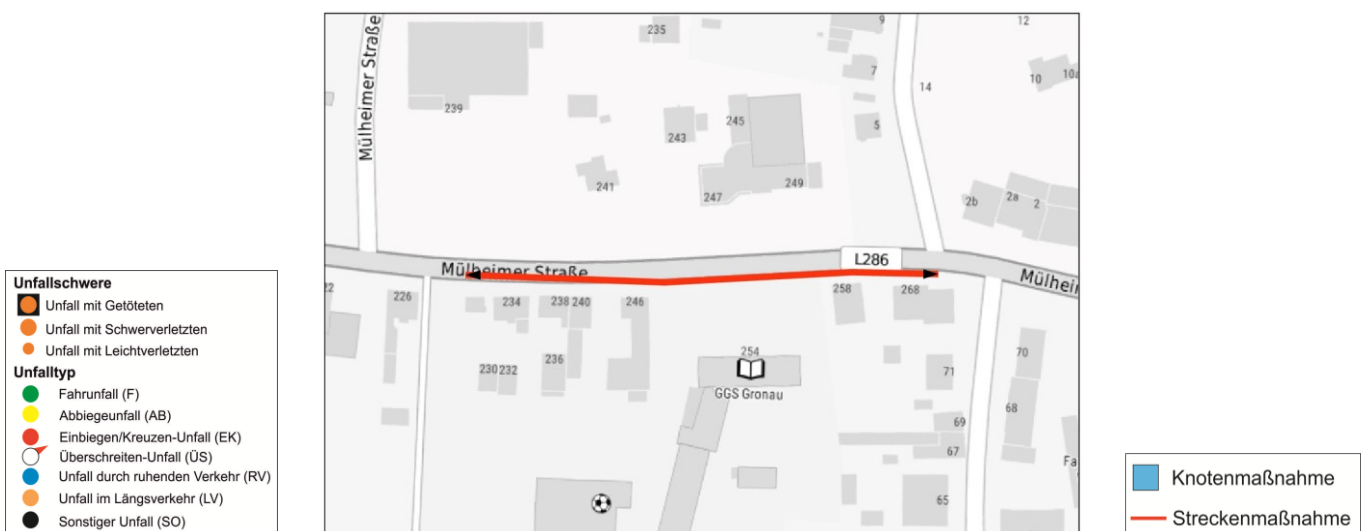 Unfallschwere
Unfall mit Getöteten
Unfall mit Schwerverletzten
Unfall mit Leichtverletzten
Unfalltyp
Fahrunfall (F)
Abbiegeunfall (AB)
Einbiegen/Kreuzen-Unfall (EK)
Überschreiten-Unfall (ÜS)
Unfall durch ruhenden Verkehr (RV)
Unfall im Längsverkehr (LV)
Sonstiger Unfall (SO)
Mülheimer Straße
235
9
12
7
10
10a
14
239
243
245
5
241
247
249
2b
2a
2
L286
Mülheimer Straße
Mülheim
22
226
234
238
240
246
258
268
230
232
236
254
GGS Gronau
71
70
69
68
67
65
Fa
Knotenmaßnahme
Streckenmaßnahme